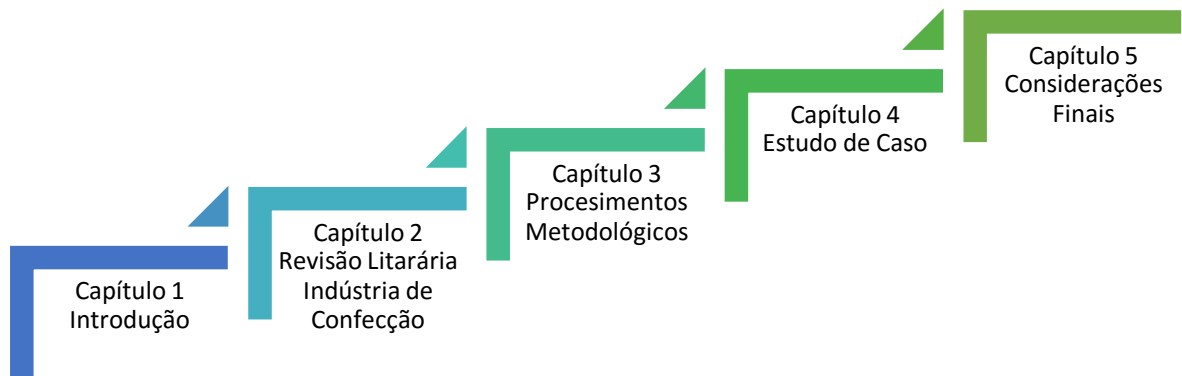 Capítulo 1
Introdução
Capítulo 2
Revisão Litarária
Indústria de
Confecção
Capítulo 3
Procesimentos
Metodológicos
Capítulo 4
Estudo de Caso
Capítulo 5
Considerações
Finais